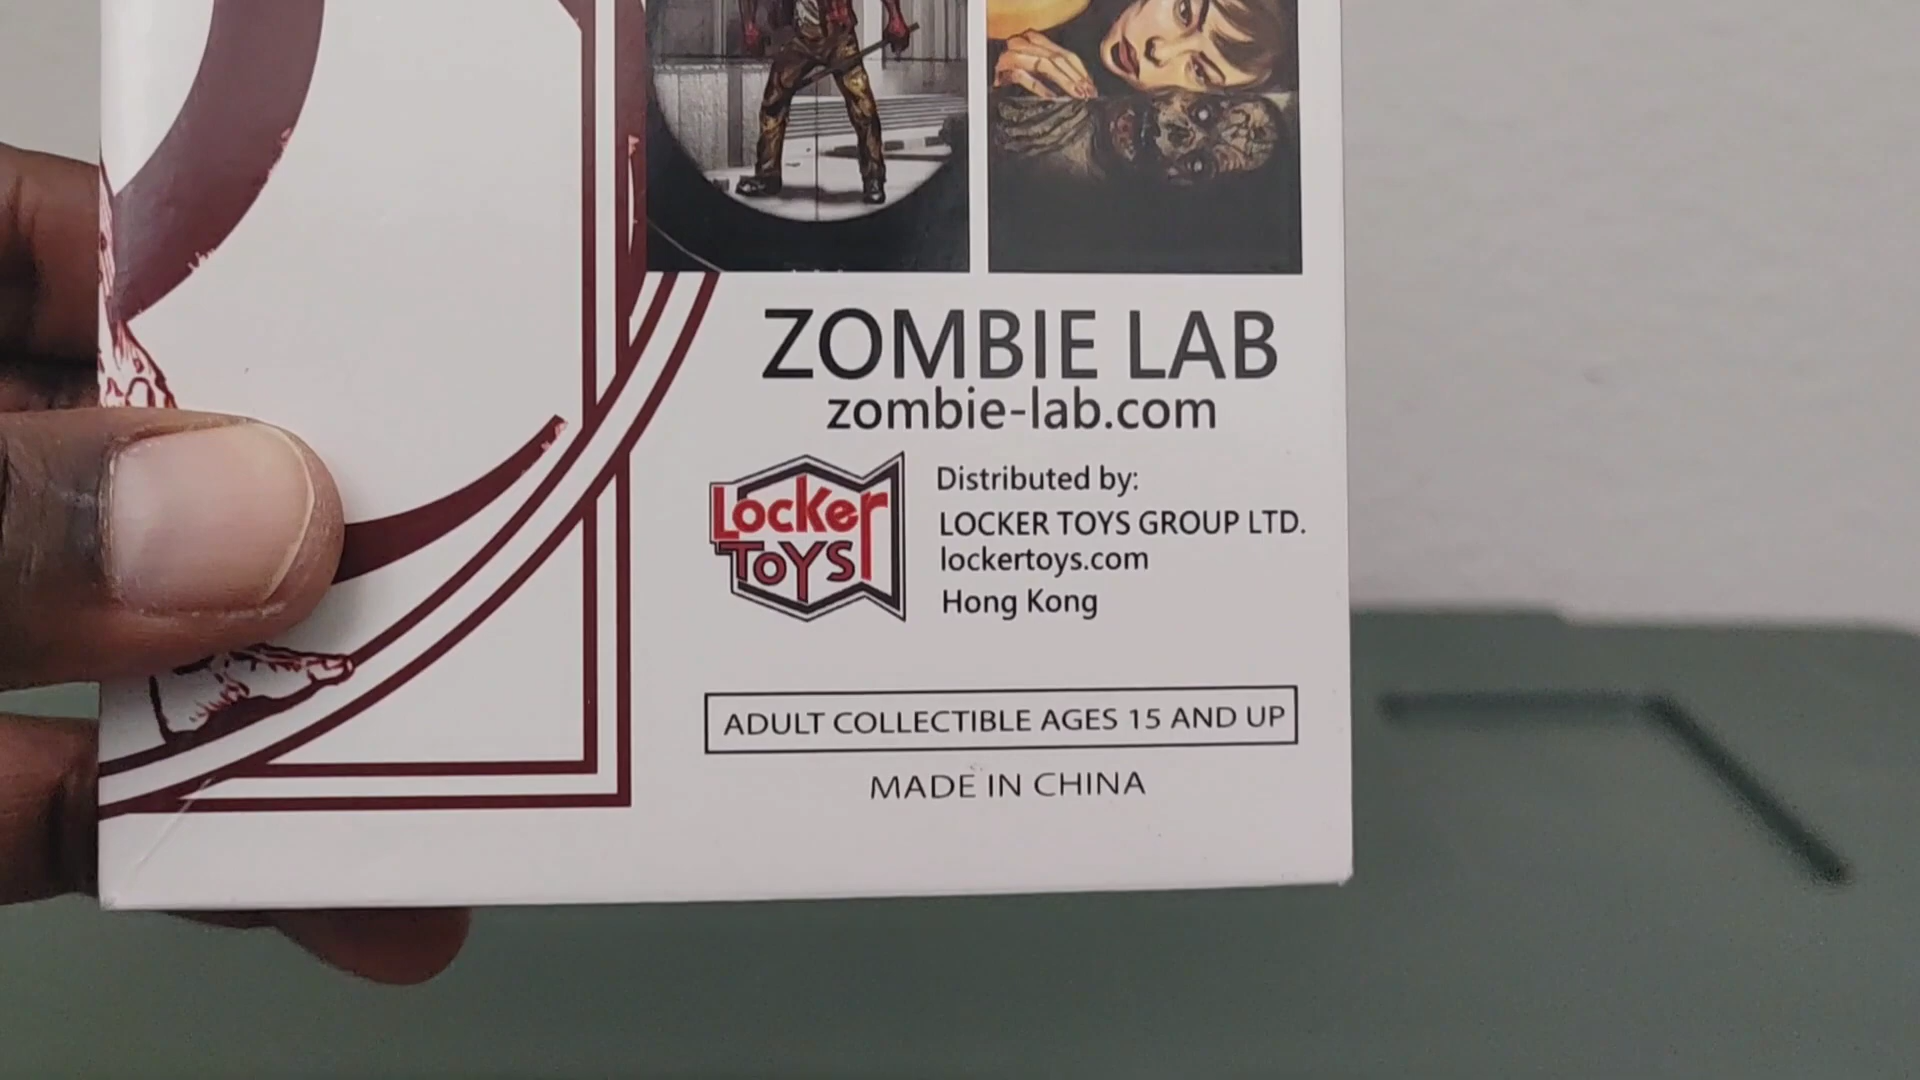 ZOMBIE LAB
zombie-lab.com
Locker
TOYS
Distributed by:
LOCKER TOYS GROUP LTD.
lockertoys.com
Hong Kong
ADULT COLLECTIBLE AGES 15 AND UP
MADE IN CHINA